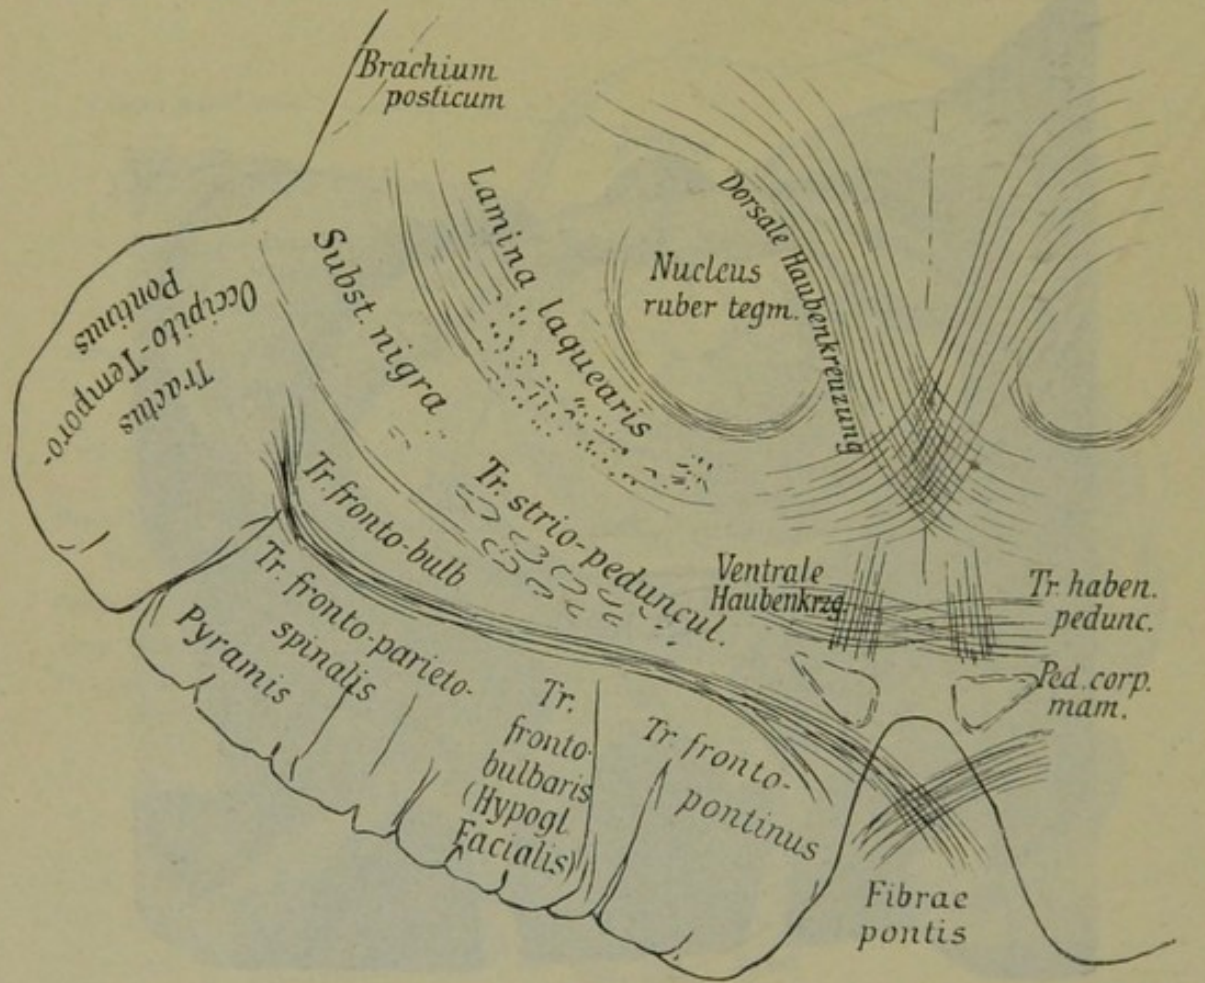 Brachium
posticum
Lamina laquearis
Dorsale Haubenkreuzung
Nucleus
ruber tegm.
Subst. nigra
Tractus
Occipito-Temporo-
Pontinus
Tr. fronto-bulb
Tr. strio-peduncul.
Ventrale
Haubenkrzg.
Tr. haben.
pedunc.
Ped. corp.
mam.
Tr. fronto-parieto-
spinalis
Pyramis
Tr.
fronto-
bulbaris
(Hypogl.
Facialis)
Tr. fronto-
pontinus
Fibrae
pontis